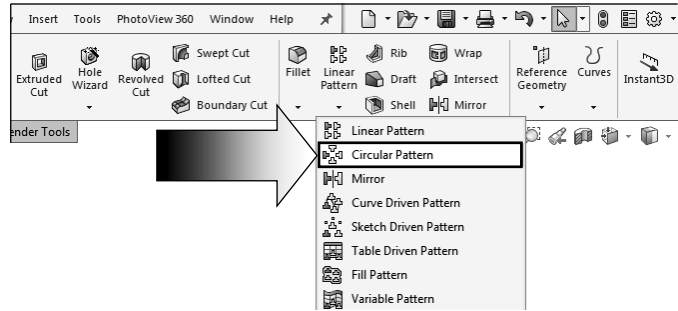 Insert Tools PhotoView 360 Window Help
Extruded Cut
Hole Wizard
Revolved Cut
Swept Cut
Lofted Cut
Boundary Cut
Fillet
Linear Pattern
Rib
Draft
Shell
Wrap
Intersect
Mirror
Reference Geometry
Curves
Instant3D
ender Tools
Linear Pattern
Circular Pattern
Mirror
Curve Driven Pattern
Sketch Driven Pattern
Table Driven Pattern
Fill Pattern
Variable Pattern